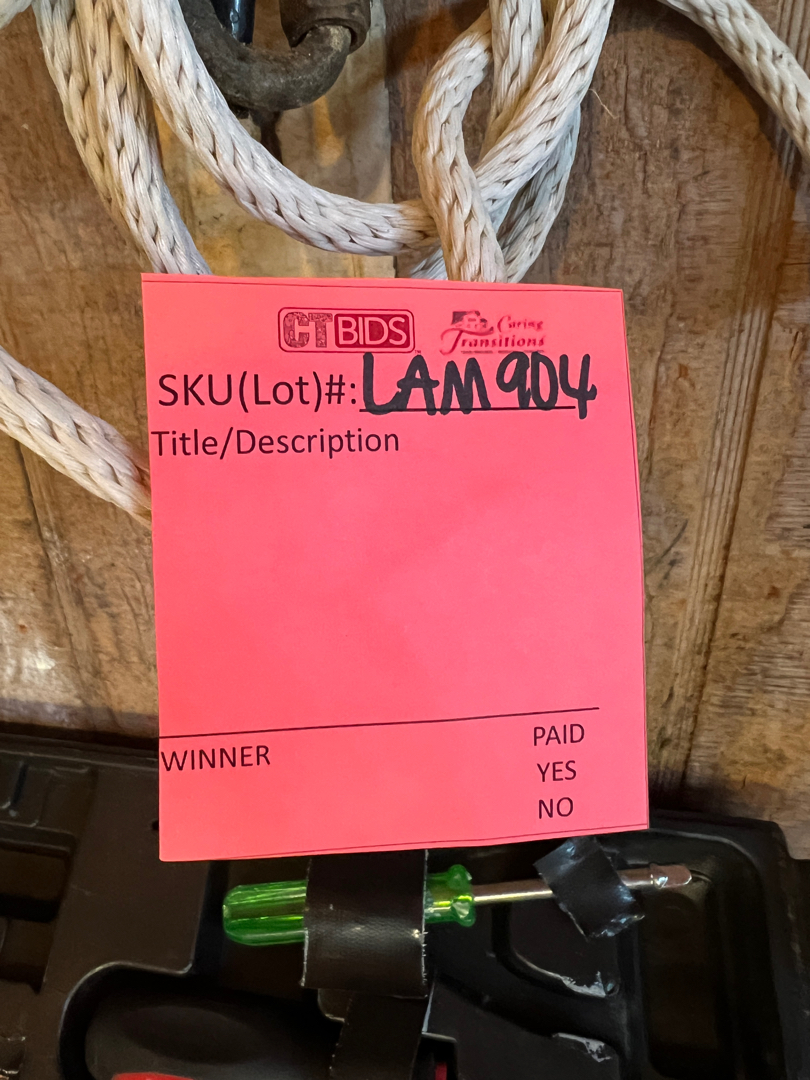 CTBIDS
Caring
Transitions
SKU(Lot)#: LAM904
Title/Description
WINNER
PAID
YES
NO